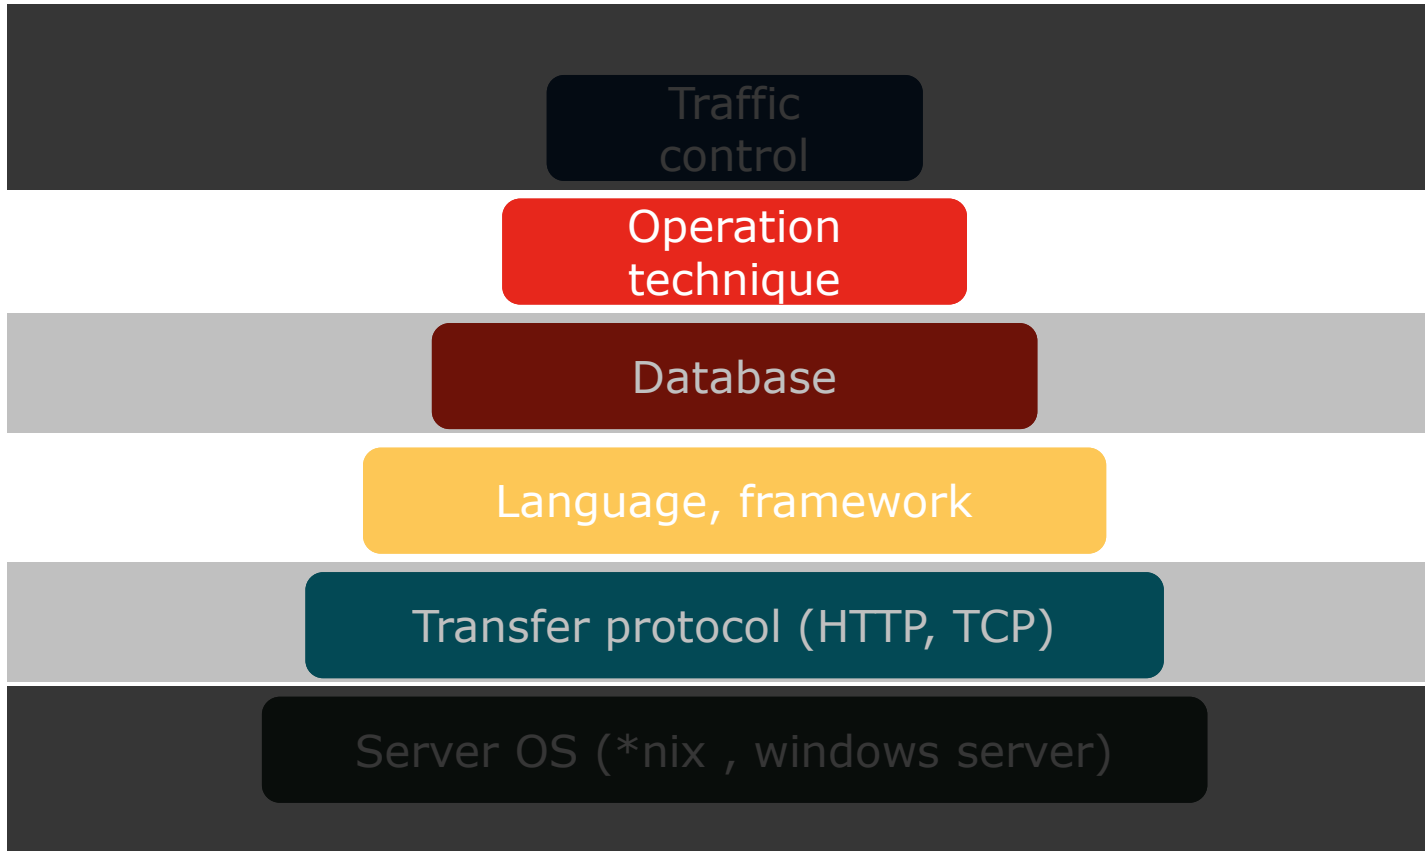 Traffic
control
Operation
technique
Database
Language, framework
Transfer protocol (HTTP, TCP)
Server OS (*nix , windows server)